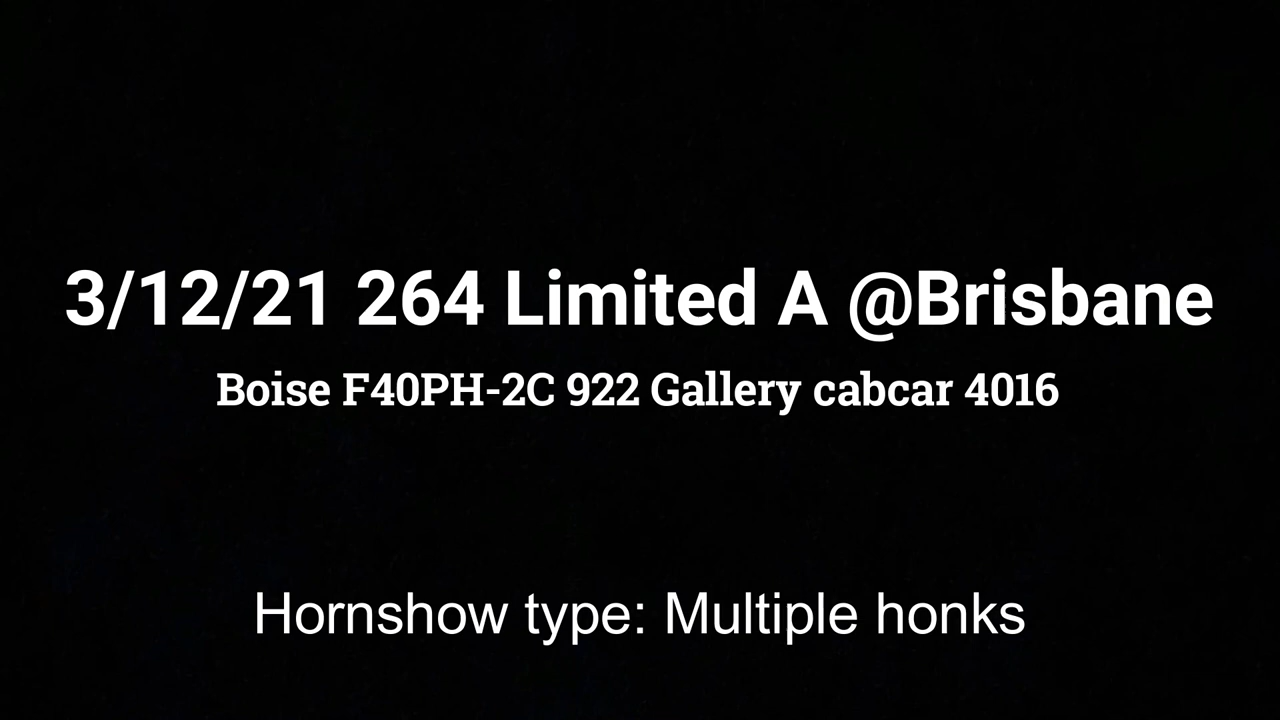 3/12/21 264 Limited A @Brisbane
Boise F40PH-2C 922 Gallery cabcar 4016
Hornshow type: Multiple honks